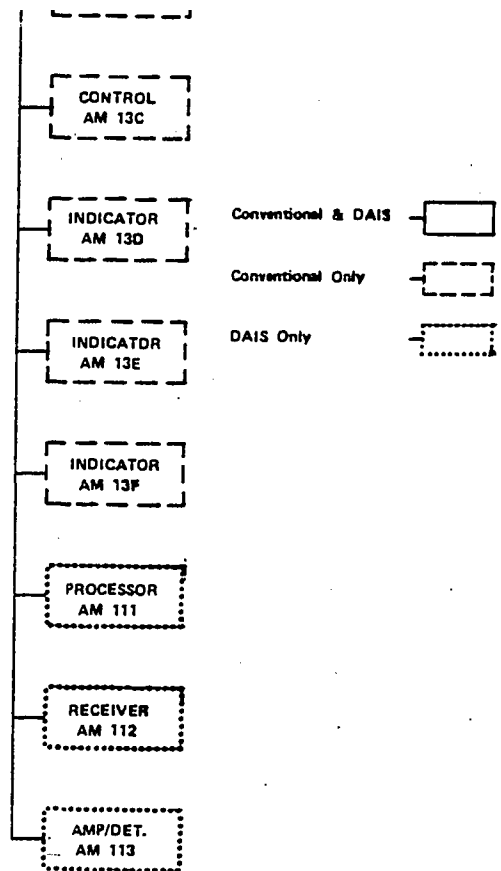 CONTROL
AM 13C
INDICATOR
AM 13D
Conventional & DAIS
Conventional Only
INDICATOR
AM 13E
DAIS Only
INDICATOR
AM 13F
PROCESSOR
AM 111
RECEIVER
AM 112
AMP/DET.
AM 113